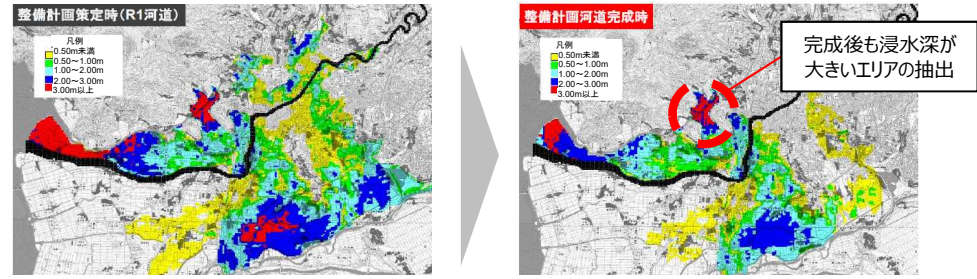 整備計画策定時(R1河道)
凡例
0.50m未満
0.50～1.00m
1.00～2.00m
2.00～3.00m
3.00m以上
整備計画河道完成時
凡例
0.50m未満
0.50～1.00m
1.00～2.00m
2.00～3.00m
3.00m以上
完成後も浸水深が
大きいエリアの抽出